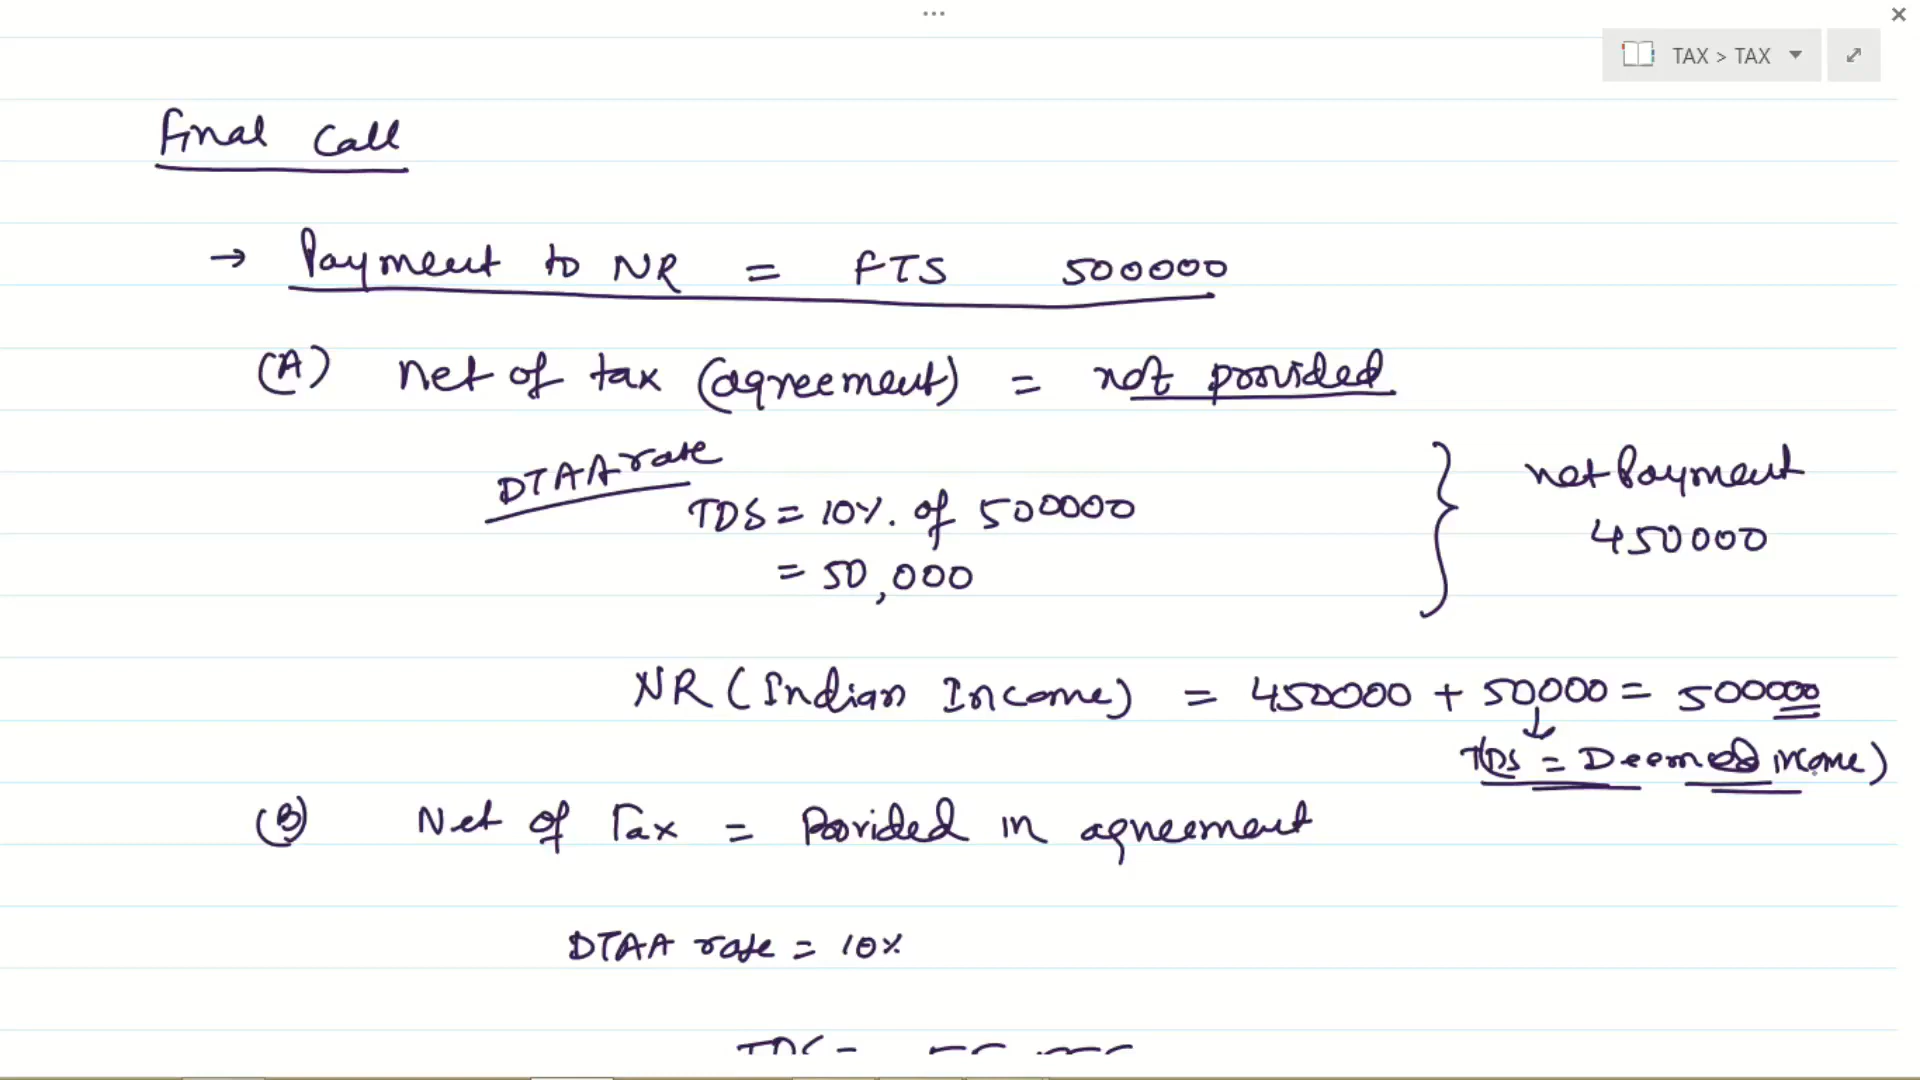 TAX > TAX
Final Call
→ Payment to NR = FTS 500000
(A) Net of tax (agreement) = not provided
DTAA rate
TDS = 10%. of 500000
= 50,000
net Payment
450000
NR (Indian Income) = 450000 + 50000 = 500000
TDS = Deemed income)
(B) Net of Tax = Provided in agreement
DTAA rate = 10%